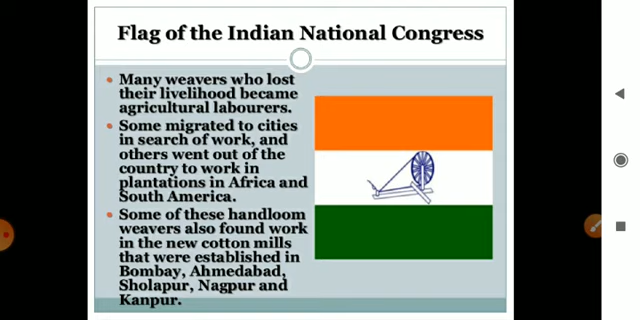 Flag of the Indian National Congress
Many weavers who lost
their livelihood became
agricultural labourers.
Some migrated to cities
in search of work, and
others went out of the
country to work in
plantations in Africa and
South America.
Some of these handloom
weavers also found work
in the new cotton mills
that were established in
Bombay, Ahmedabad,
Sholapur, Nagpur and
Kanpur.